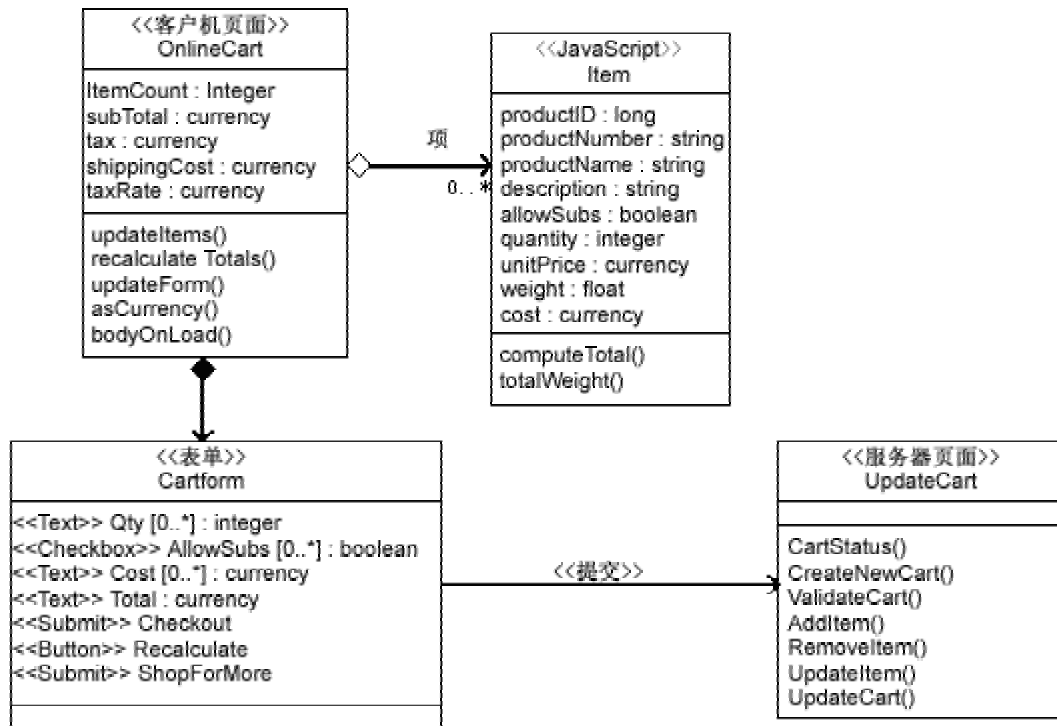 <<客户机页面>>
OnlineCart
ItemCount : Integer
subTotal : currency
tax : currency
shippingCost : currency
taxRate : currency
updateItems()
recalculate Totals()
updateForm()
asCurrency()
bodyOnLoad()
项
0..*
<<JavaScript>>
Item
productID : long
productNumber : string
productName : string
description : string
allowSubs : boolean
quantity : integer
unitPrice : currency
weight : float
cost : currency
computeTotal()
totalWeight()
<<表单>>
Cartform
<<Text>> Qty [0..*] : integer
<<Checkbox>> AllowSubs [0..*] : boolean
<<Text>> Cost [0..*] : currency
<<Text>> Total : currency
<<Submit>> Checkout
<<Button>> Recalculate
<<Submit>> ShopForMore
<<提交>>
<<服务器页面>>
UpdateCart
CartStatus()
CreateNewCart()
ValidateCart()
AddItem()
RemoveItem()
UpdateItem()
UpdateCart()